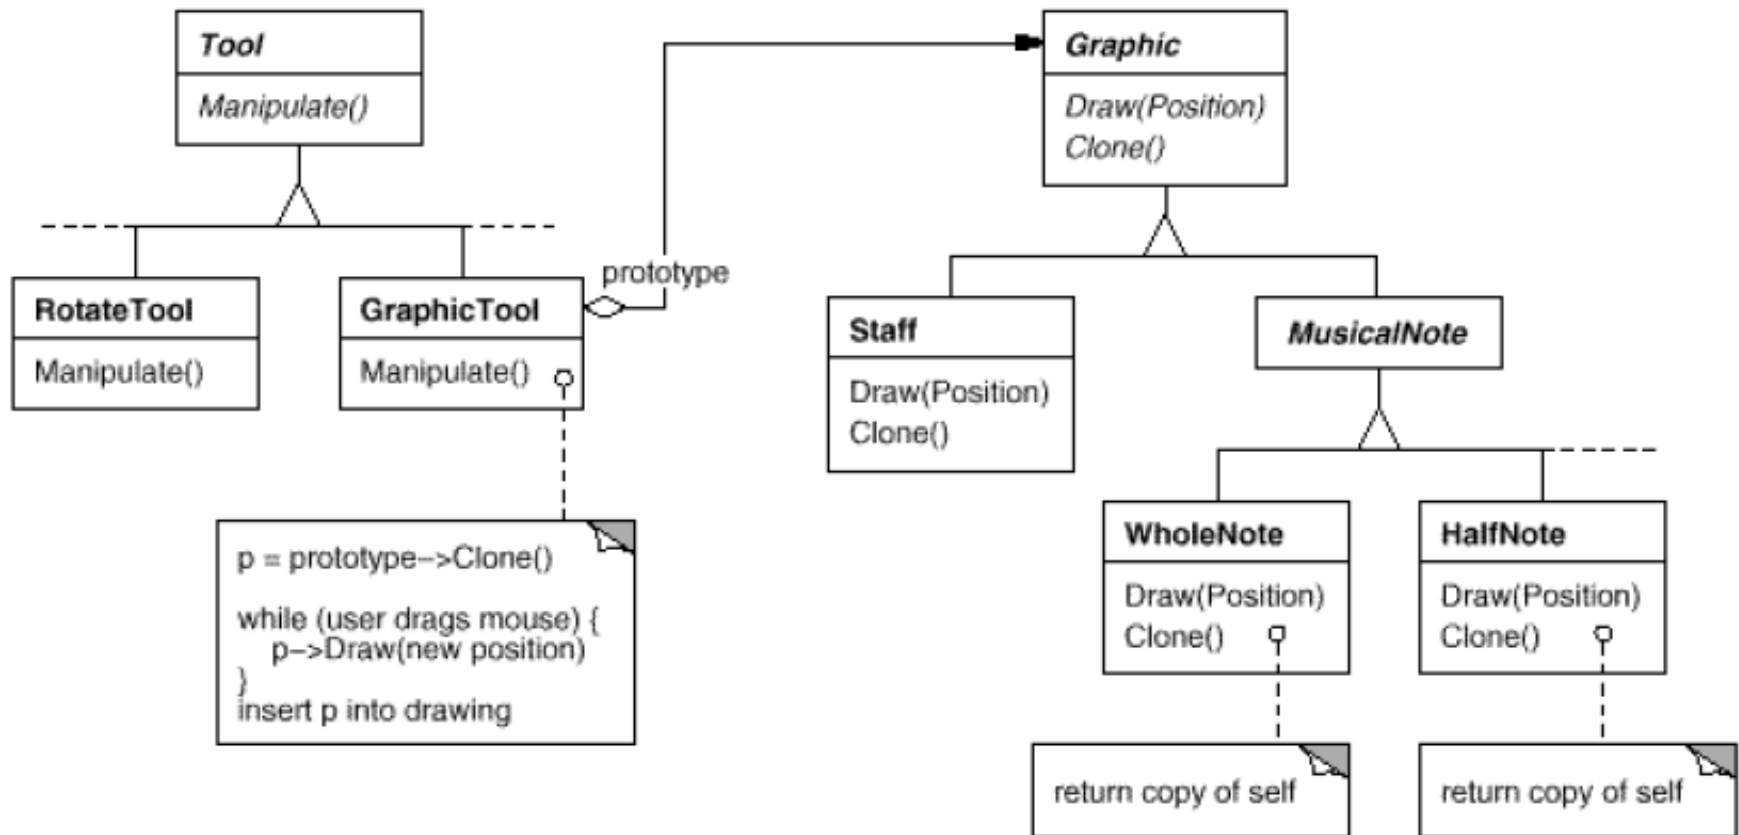 Tool
Manipulate()
Graphic
Draw(Position)
Clone()
prototype
RotateTool
Manipulate()
GraphicTool
Manipulate()
Staff
Draw(Position)
Clone()
MusicalNote
p = prototype–>Clone()
while (user drags mouse) {
p–>Draw(new position)
}
insert p into drawing
WholeNote
Draw(Position)
Clone()
HalfNote
Draw(Position)
Clone()
return copy of self
return copy of self